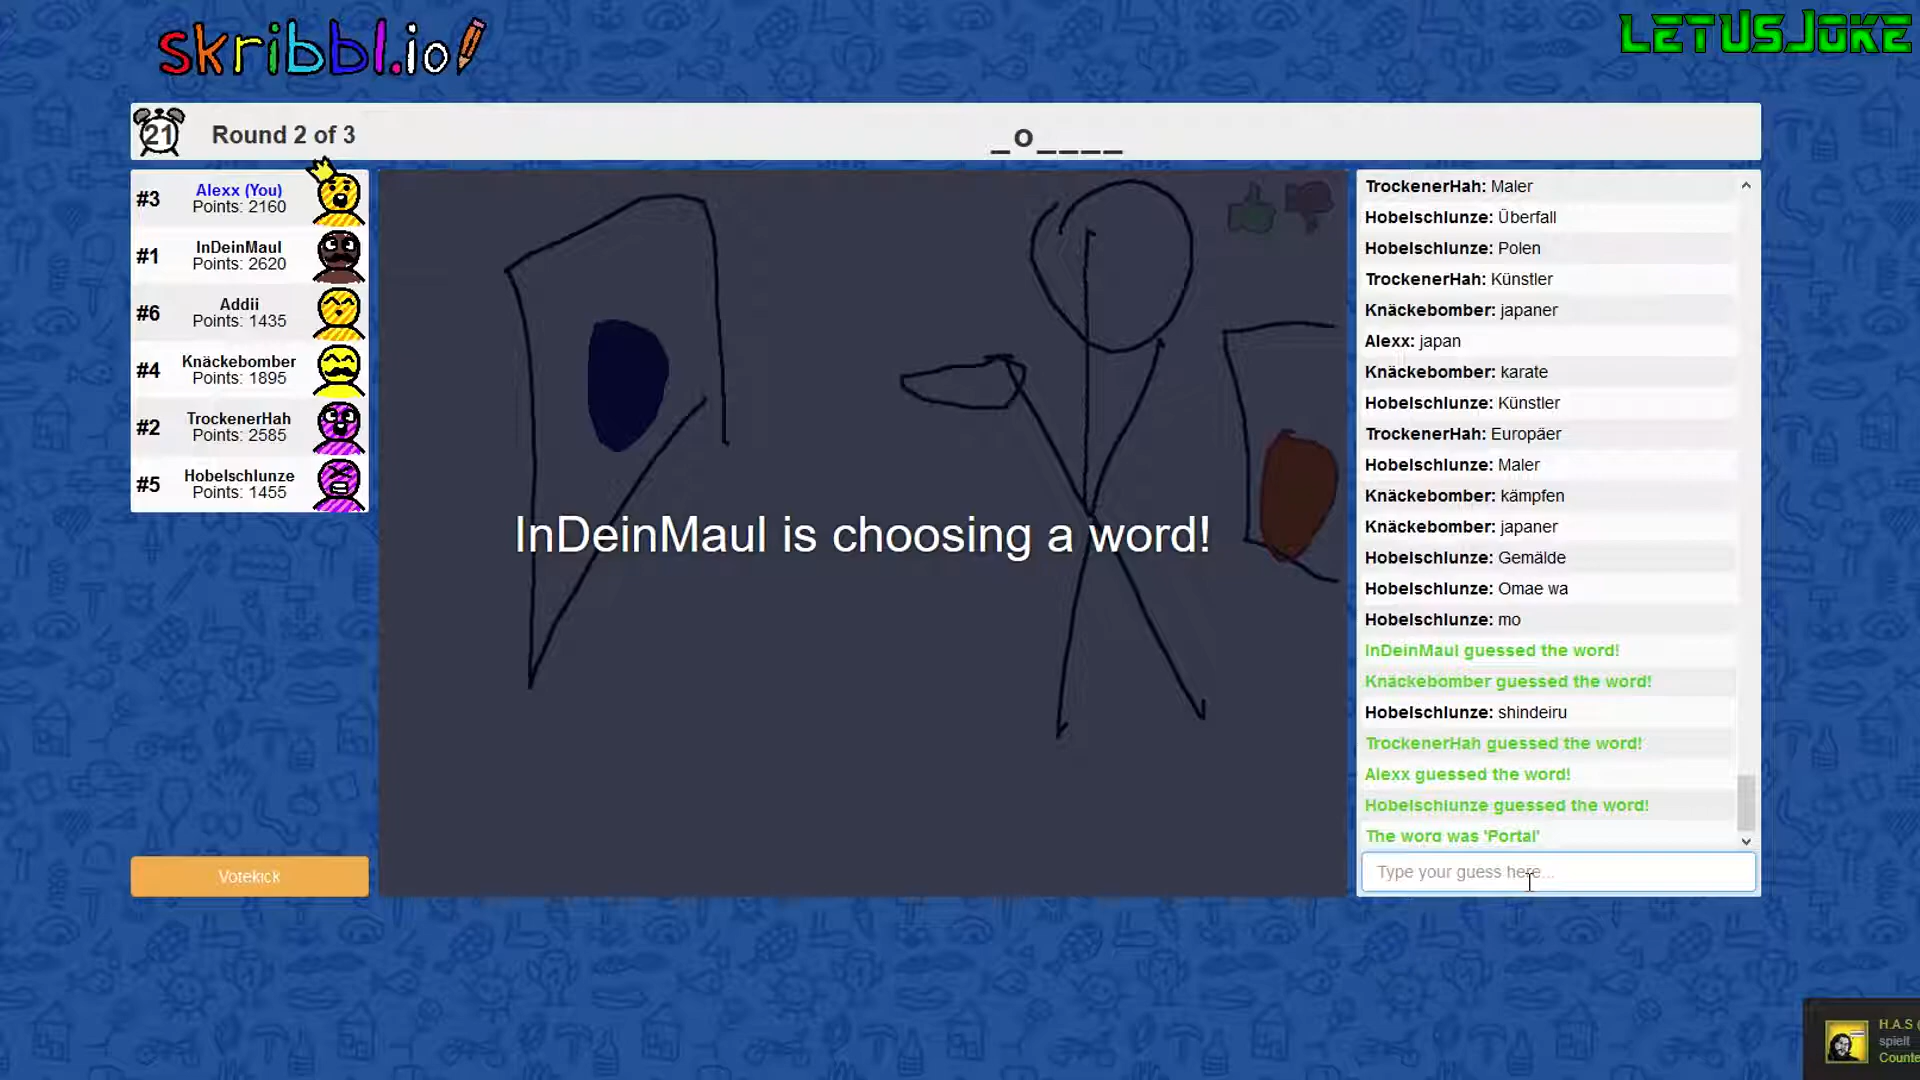 skribbl.io
LETUSJOKE
21
Round 2 of 3
_o____
#3
Alexx (You)
Points: 2160
#1
InDeinMaul
Points: 2620
#6
Addii
Points: 1435
#4
Knäckebomber
Points: 1895
#2
TrockenerHah
Points: 2585
#5
Hobelschlunze
Points: 1455
Votekick
InDeinMaul is choosing a word!
TrockenerHah: Maler
Hobelschlunze: Überfall
Hobelschlunze: Polen
TrockenerHah: Künstler
Knäckebomber: japaner
Alexx: japan
Knäckebomber: karate
Hobelschlunze: Künstler
TrockenerHah: Europäer
Hobelschlunze: Maler
Knäckebomber: kämpfen
Knäckebomber: japaner
Hobelschlunze: Gemälde
Hobelschlunze: Omae wa
Hobelschlunze: mo
InDeinMaul guessed the word!
Knäckebomber guessed the word!
Hobelschlunze: shindeiru
TrockenerHah guessed the word!
Alexx guessed the word!
Hobelschlunze guessed the word!
The word was 'Portal'
Type your guess here...
H.A.S (
spielt
Counte